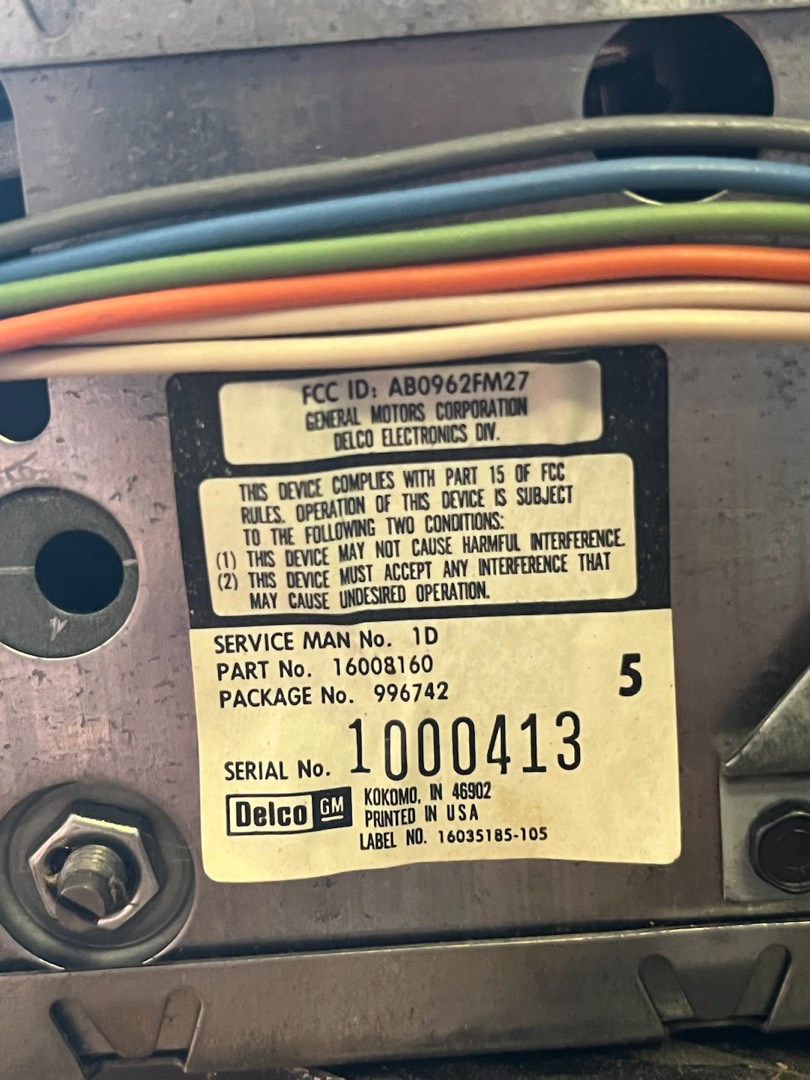 FCC ID: AB0962FM27
GENERAL MOTORS CORPORATION
DELCO ELECTRONICS DIV.
THIS DEVICE COMPLIES WITH PART 15 OF FCC
RULES. OPERATION OF THIS DEVICE IS SUBJECT
TO THE FOLLOWING TWO CONDITIONS:
(1) THIS DEVICE MAY NOT CAUSE HARMFUL INTERFERENCE.
(2) THIS DEVICE MUST ACCEPT ANY INTERFERENCE THAT
MAY CAUSE UNDESIRED OPERATION.
SERVICE MAN No. 1D
PART No. 16008160
PACKAGE No. 996742
5
SERIAL No. 1000413
Delco GM
KOKOMO, IN 46902
PRINTED IN USA
LABEL NO. 16035185-105